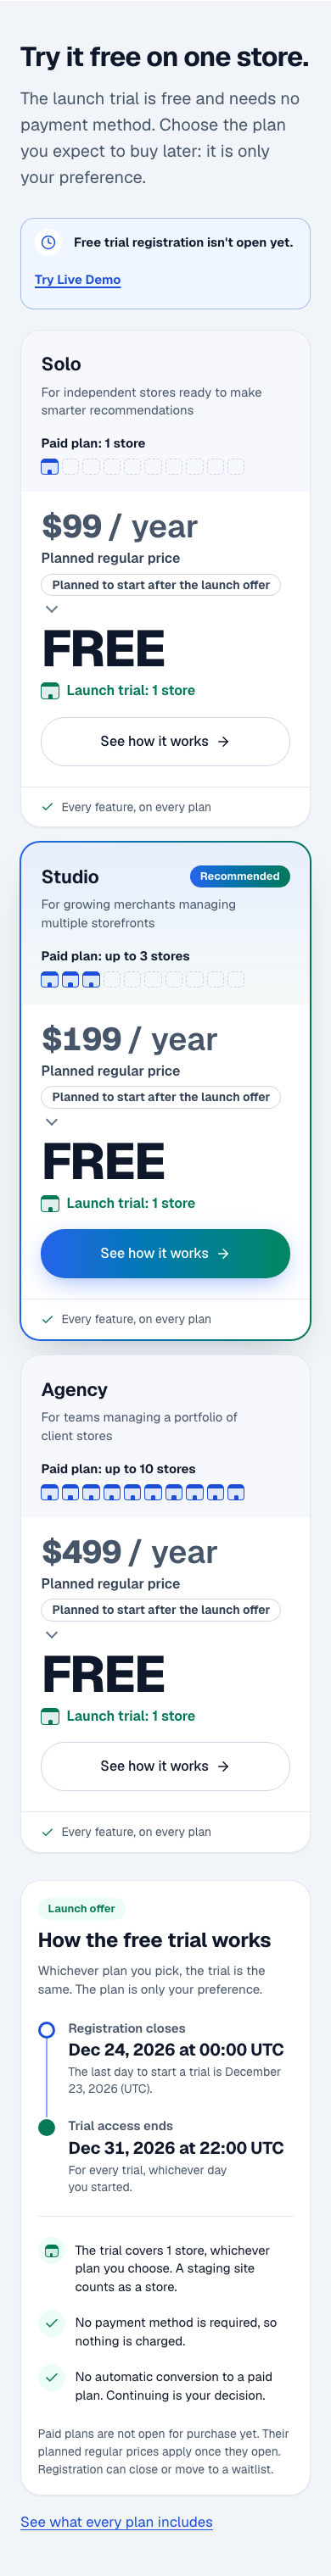 Try it free on one store.
The launch trial is free and needs no
payment method. Choose the plan
you expect to buy later: it is only
your preference.
Free trial registration isn't open yet.
Try Live Demo
Solo
For independent stores ready to make
smarter recommendations
Paid plan: 1 store
$99 / year
Planned regular price
Planned to start after the launch offer
FREE
Launch trial: 1 store
See how it works →
Every feature, on every plan
Studio
Recommended
For growing merchants managing
multiple storefronts
Paid plan: up to 3 stores
$199 / year
Planned regular price
Planned to start after the launch offer
FREE
Launch trial: 1 store
See how it works →
Every feature, on every plan
Agency
For teams managing a portfolio of
client stores
Paid plan: up to 10 stores
$499 / year
Planned regular price
Planned to start after the launch offer
FREE
Launch trial: 1 store
See how it works →
Every feature, on every plan
Launch offer
How the free trial works
Whichever plan you pick, the trial is the
same. The plan is only your preference.
Registration closes
Dec 24, 2026 at 00:00 UTC
The last day to start a trial is December
23, 2026 (UTC).
Trial access ends
Dec 31, 2026 at 22:00 UTC
For every trial, whichever day
you started.
The trial covers 1 store, whichever
plan you choose. A staging site
counts as a store.
No payment method is required, so
nothing is charged.
No automatic conversion to a paid
plan. Continuing is your decision.
Paid plans are not open for purchase yet. Their
planned regular prices apply once they open.
Registration can close or move to a waitlist.
See what every plan includes